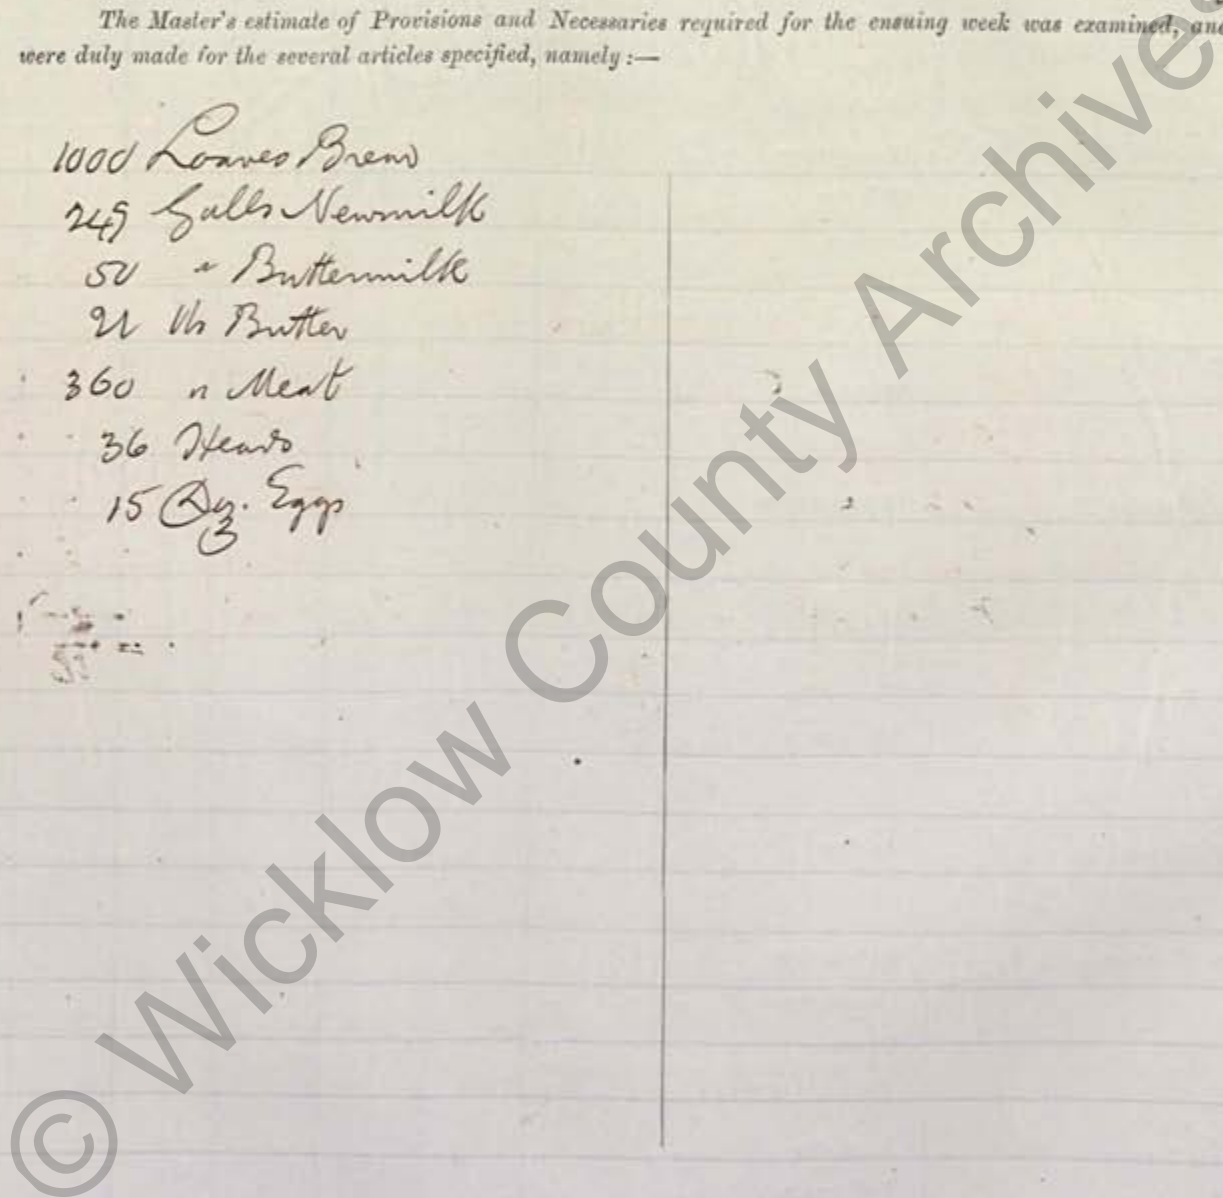 The Master's estimate of Provisions and Necessaries required for the ensuing week was examined, and
were duly made for the several articles specified, namely :—
1000 Loaves Bread
245 Galls Newmilk
50 " Buttermilk
21 lbs Butter
360 " Meat
36 Heads
15 Dz. Eggs
© Wicklow County Archives